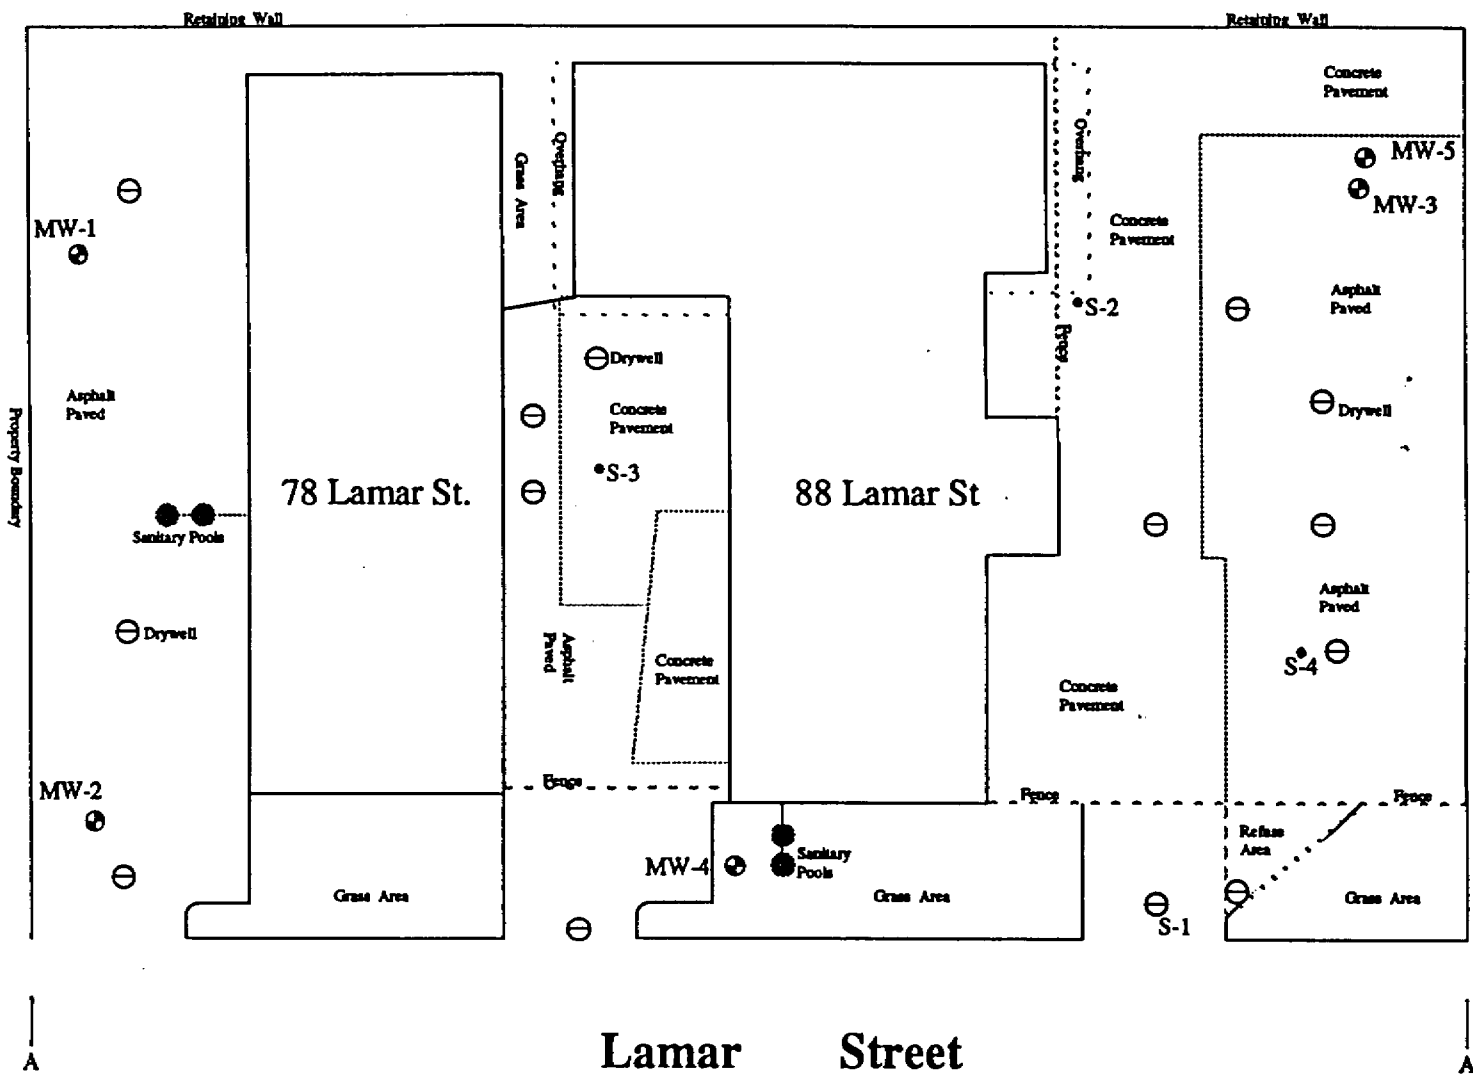 Retaining Wall
Retaining Wall
Concrete
Pavement
MW-5
MW-3
Overhang
Grass Area
Overhang
Concrete
Pavement
MW-1
Asphalt
Paved
S-2
Fence
Drywell
Asphalt
Paved
Concrete
Pavement
Drywell
Property Boundary
S-3
78 Lamar St.
88 Lamar St
Sanitary Pools
Drywell
Asphalt
Paved
Concrete
Pavement
Asphalt
Paved
S-4
Concrete
Pavement
MW-2
Fence
Fence
Fence
Refuse
Area
MW-4
Sanitary
Pools
Grass Area
Grass Area
Grass Area
S-1
A
A
Lamar Street